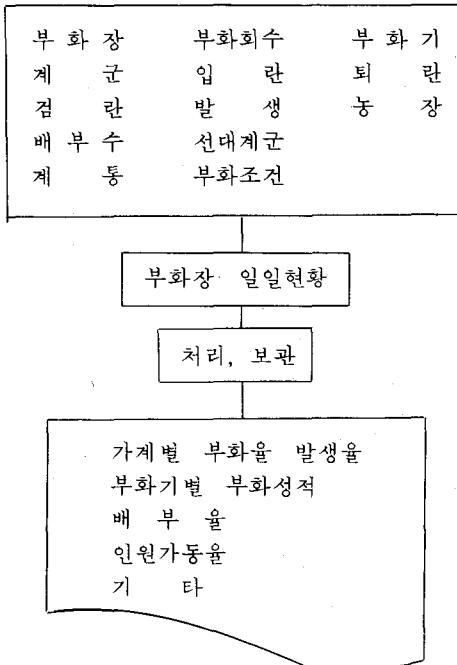 부 화 장 부화회수 부 화 기
계 군 입 란 퇴 란
검 란 발 생 농 장
배 부 수 선대계군
계 통 부화조건
부화장 일일현황
처리, 보관
가계별 부화율 발생율
부화기별 부화성적
배 부 율
인원가동율
기 타